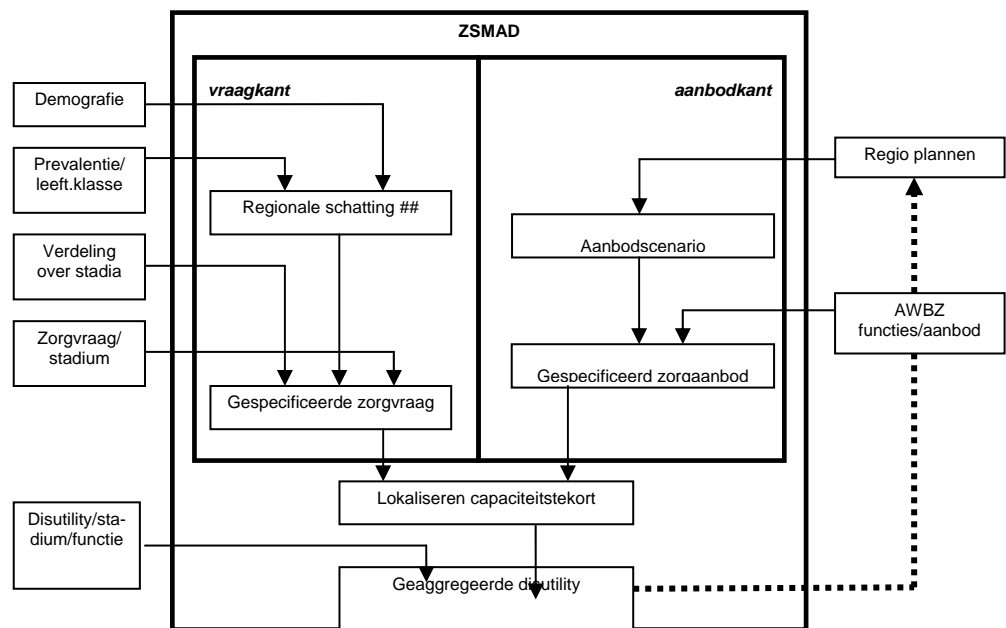 ZSMAD
vraagkant
aanbodkant
Demografie
Prevalentie/
leeft.klasse
Regionale schatting ##
Verdeling
over stadia
Zorgvraag/
stadium
Gespecificeerde zorgvraag
Regio plannen
Aanbodscenario
AWBZ
functies/aanbod
Gespecificeerd zorgaanbod
Lokaliseren capaciteitstekort
Disutility/sta-
dium/functie
Geaggregeerde disutility